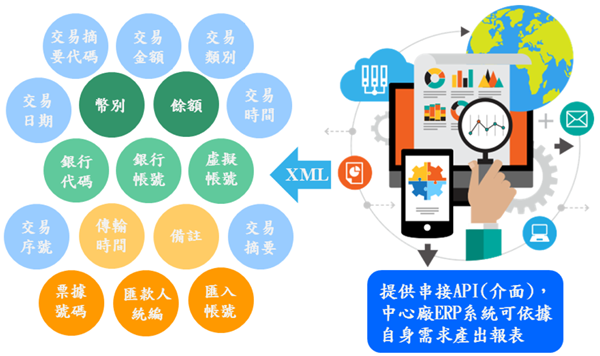 交易摘
要代碼
交易
金額
交易
類別
交易
日期
幣別
餘額
交易
時間
銀行
代碼
銀行
帳號
虛擬
帳號
XML
交易
序號
傳輸
時間
備註
交易
摘要
票據
號碼
匯款人
統編
匯入
帳號
提供串接API(介面)，
中心廠ERP系統可依據
自身需求產出報表